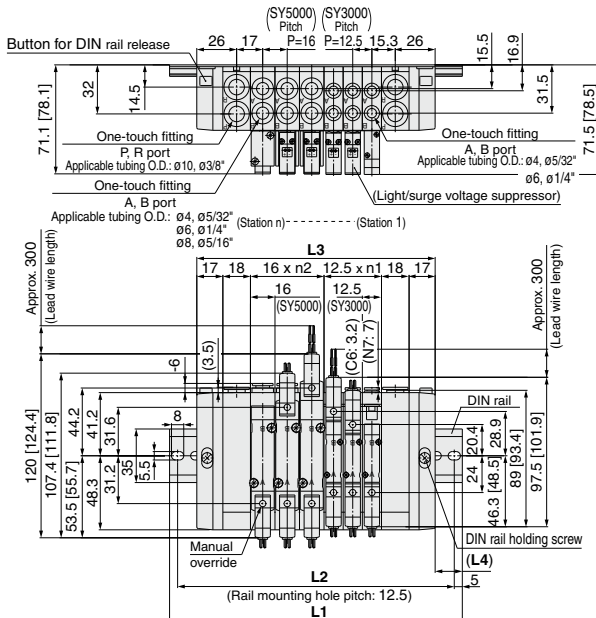 (SY5000) (SY3000)
Pitch Pitch
26 17 P=16 P=12.5 15.3 26
Button for DIN rail release
15.5
16.9
71.1 [78.1]
32
14.5
31.5
71.5 [78.5]
One-touch fitting
P, R port
Applicable tubing O.D.: ø10, ø3/8"
One-touch fitting
A, B port
Applicable tubing O.D.: ø4, ø5/32"
ø6, ø1/4"
ø8, ø5/16"
One-touch fitting
A, B port
Applicable tubing O.D.: ø4, ø5/32"
ø6, ø1/4"
(Light/surge voltage suppressor)
(Station n) (Station 1)
L3
17 18 16 x n2 12.5 x n1 18 17
16 12.5
(SY5000) (SY3000)
Approx. 300
(Lead wire length)
Approx. 300
(Lead wire length)
-6
(3.5)
(C6: 3.2)
(N7: 7)
120 [124.4]
107.4 [111.8]
53.5 [55.7]
44.2
41.2
31.6
48.3
31.2
35
5.5
8
DIN rail
20.4
28.9
24
46.3 [48.5]
89 [93.4]
97.5 [101.9]
Manual
override
DIN rail holding screw
(L4)
L2
5
(Rail mounting hole pitch: 12.5)
L1